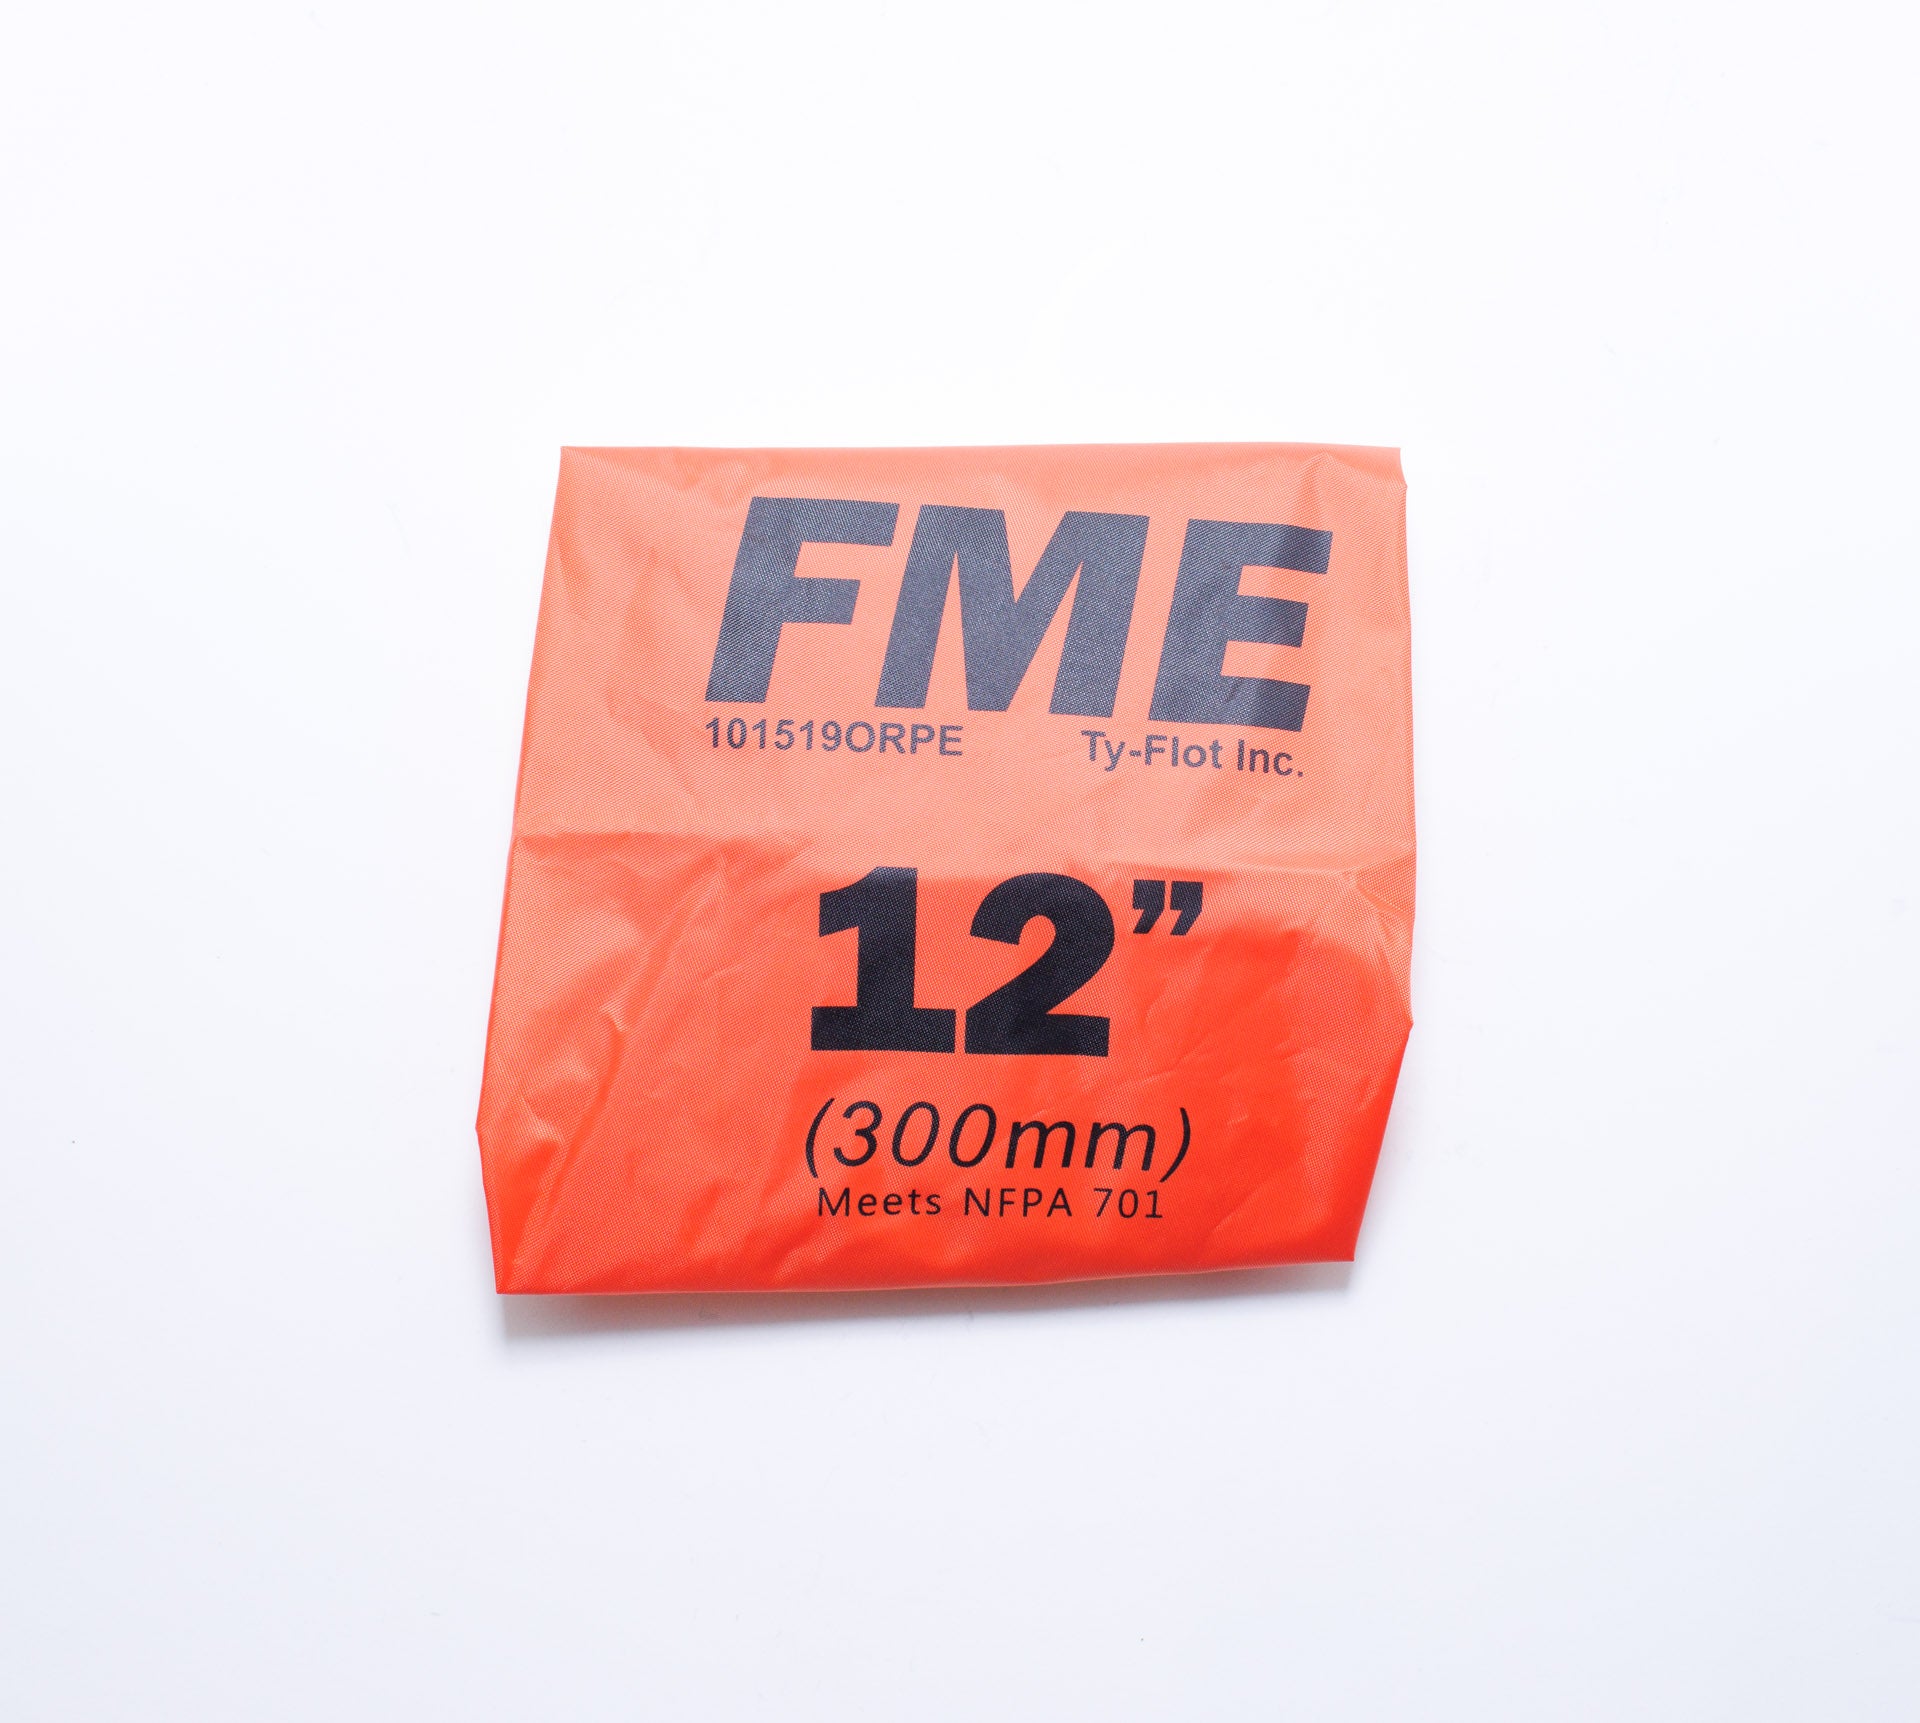 FME
101519ORPE Ty-Flot Inc.
12”
(300mm)
Meets NFPA 701